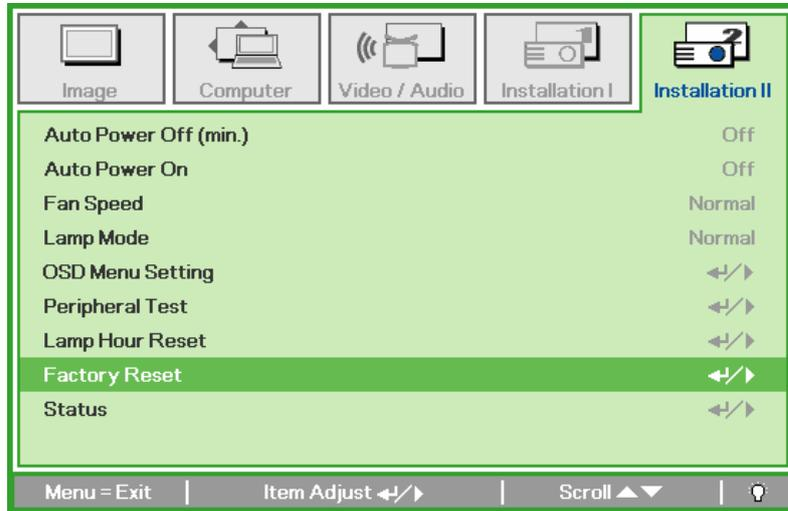 Image Computer Video / Audio Installation I Installation II
Auto Power Off (min.) Off
Auto Power On Off
Fan Speed Normal
Lamp Mode Normal
OSD Menu Setting
Peripheral Test
Lamp Hour Reset
Factory Reset
Status
Menu = Exit Item Adjust Scroll